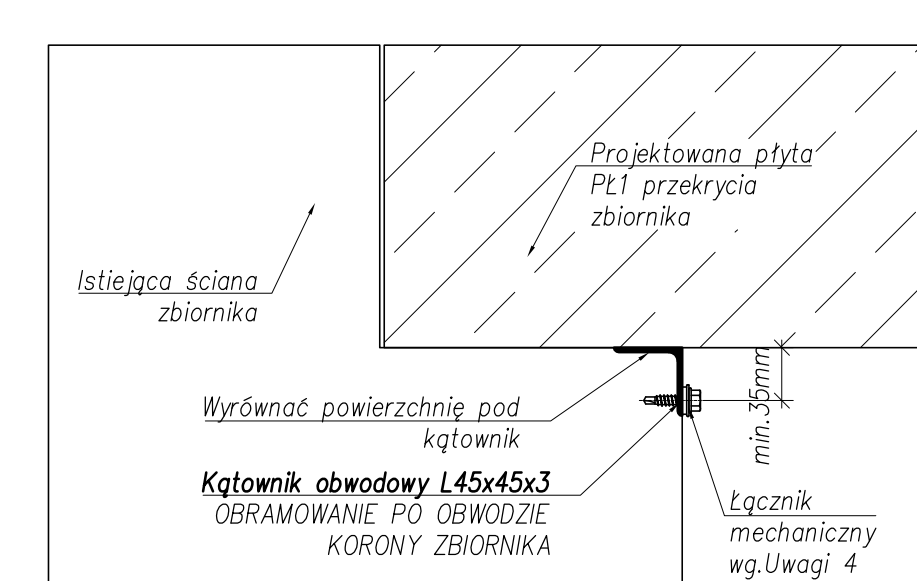 Projektowana płyta
PŁ1 przekrycia
zbiornika
Istiejąca ściana
zbiornika
Wyrównać powierzchnię pod
kątownik
min.35mm
Kątownik obwodowy L45x45x3
OBRAMOWANIE PO OBWODZIE
KORONY ZBIORNIKA
Łącznik
mechaniczny
wg.Uwagi 4